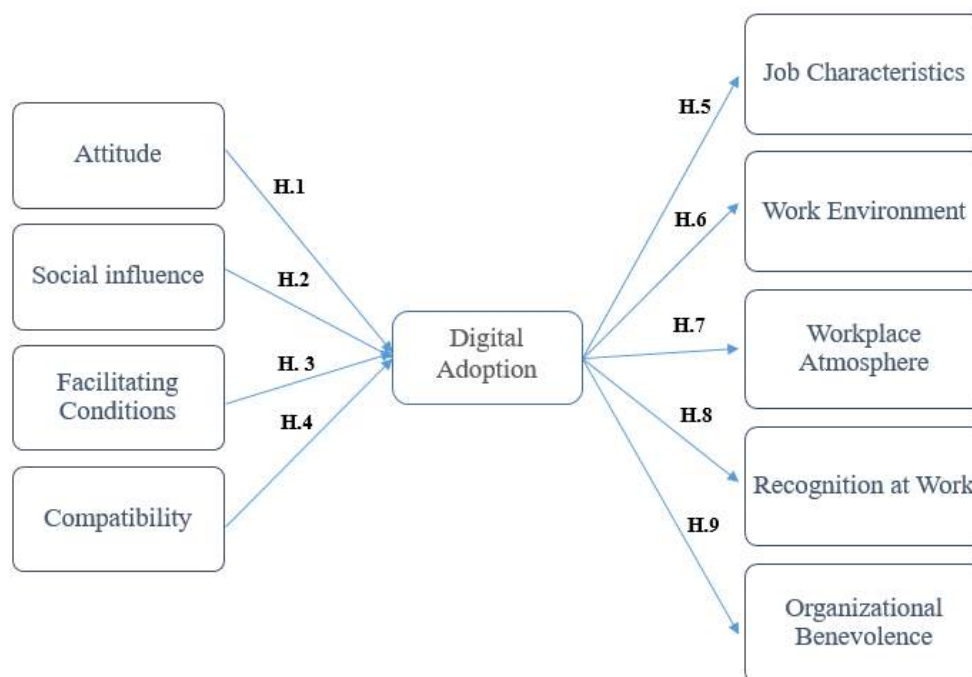 Attitude
Social influence
Facilitating
Conditions
Compatibility
H.1
H.2
H. 3
H.4
Digital
Adoption
H.5
H.6
H.7
H.8
H.9
Job Characteristics
Work Environment
Workplace
Atmosphere
Recognition at Work
Organizational
Benevolence